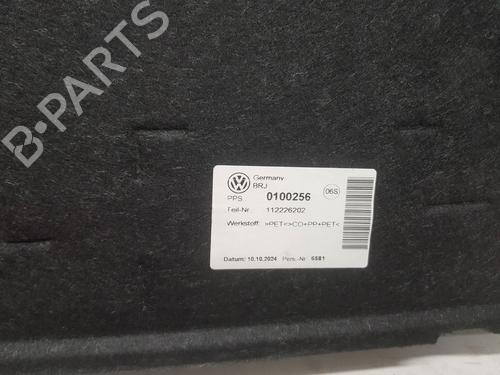 Germany
BRJ
PPS. 0100256
06S
Teil-Nr. 112226202
Werkstoff: >PET<>CO+PP+PET<
Datum: 10.10.2024 Pers.-Nr. 6581
B-PARTS